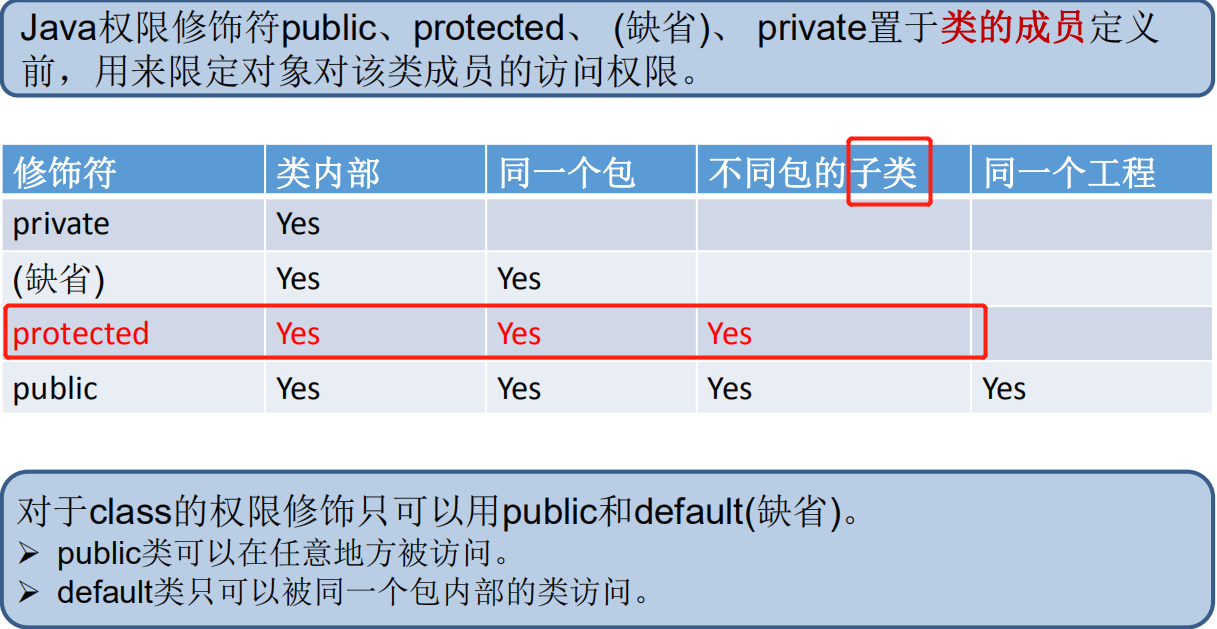 Java权限修饰符public、protected、 (缺省)、 private置于类的成员定义
前，用来限定对象对该类成员的访问权限。
修饰符 类内部 同一个包 不同包的子类 同一个工程
private Yes
(缺省) Yes Yes
protected Yes Yes Yes
public Yes Yes Yes Yes
对于class的权限修饰只可以用public和default(缺省)。
➢ public类可以在任意地方被访问。
➢ default类只可以被同一个包内部的类访问。